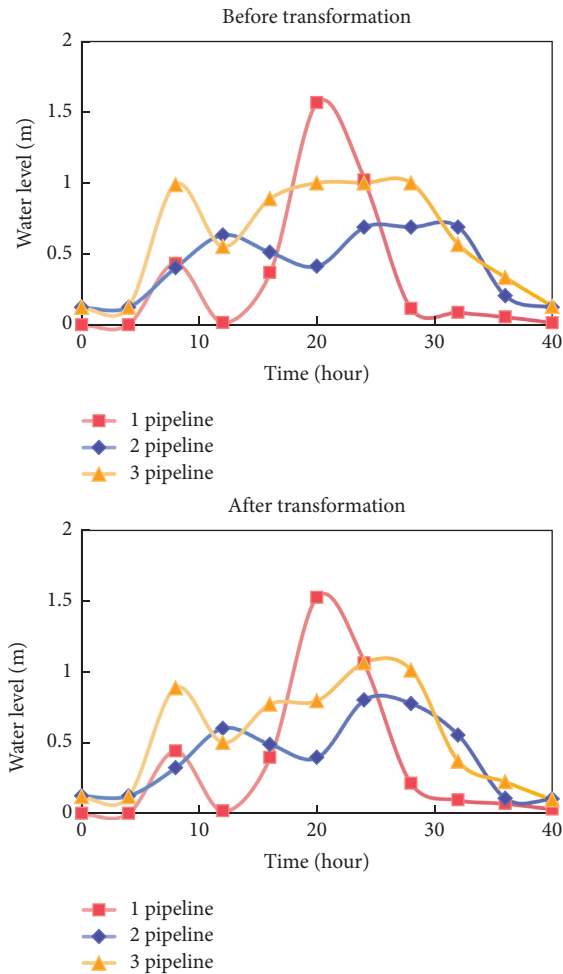 Before transformation
2
1.5
1
0.5
0
Water level (m)
0 10 20 30 40
Time (hour)
1 pipeline
2 pipeline
3 pipeline
After transformation
2
1.5
1
0.5
0
Water level (m)
0 10 20 30 40
Time (hour)
1 pipeline
2 pipeline
3 pipeline